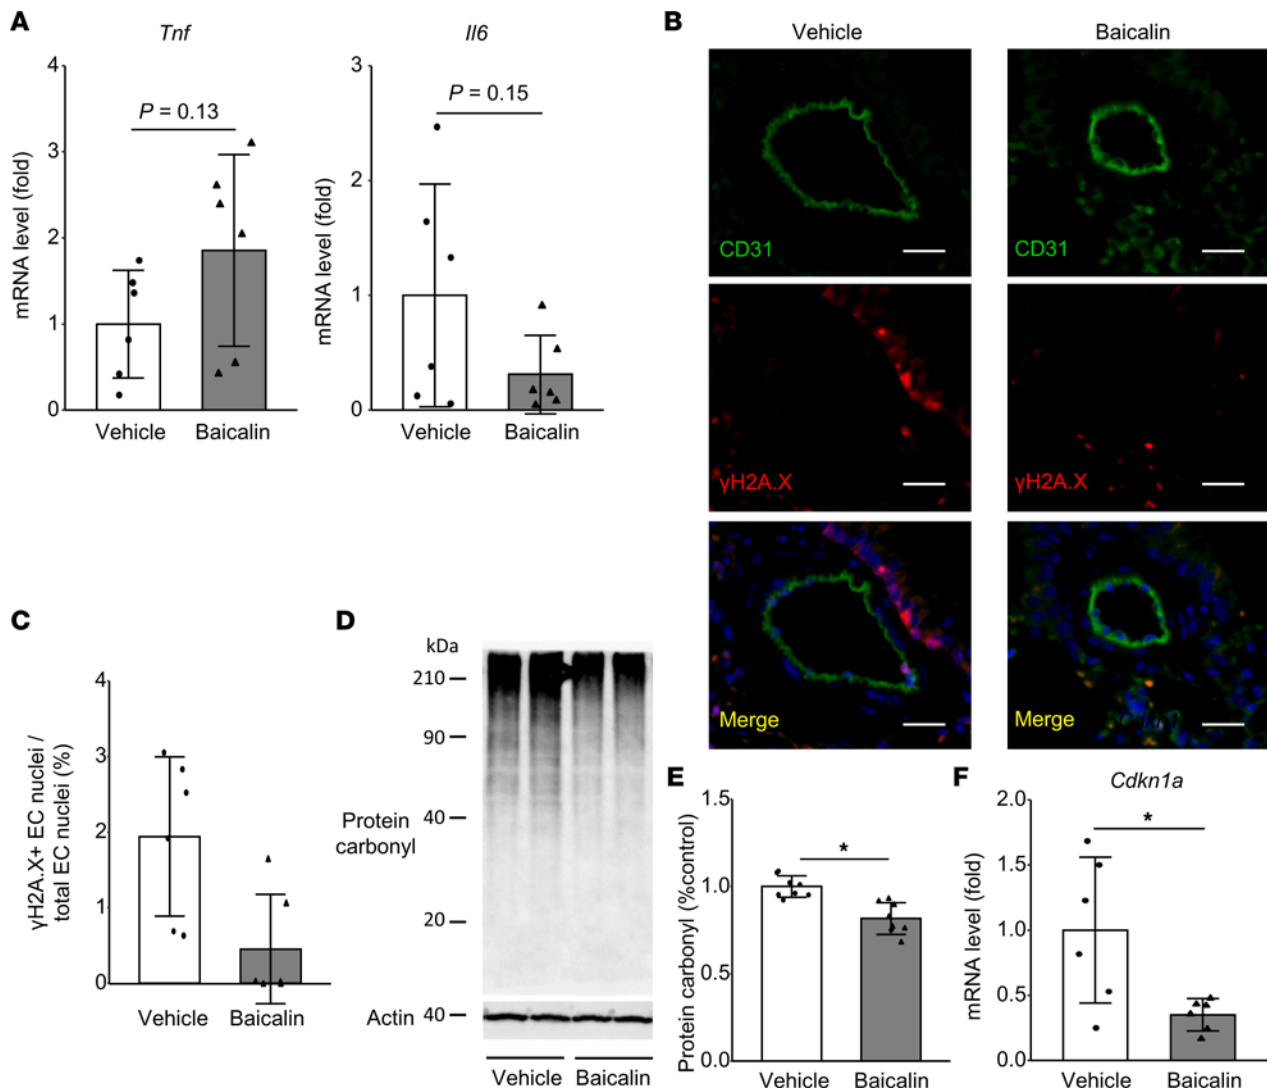 A
Tnf
mRNA level (fold)
4
3
2
1
0
P = 0.13
Vehicle
Baicalin
Il6
mRNA level (fold)
3
2
1
0
P = 0.15
Vehicle
Baicalin
B
Vehicle
Baicalin
CD31
CD31
γH2A.X
γH2A.X
Merge
Merge
C
γH2A.X+ EC nuclei /
total EC nuclei (%)
4
3
2
1
0
Vehicle
Baicalin
D
kDa
210
90
40
20
Protein
carbonyl
Actin
40
Vehicle
Baicalin
E
Protein carbonyl (%control)
1.5
1.0
0.5
0.0
*
Vehicle
Baicalin
F
Cdkn1a
mRNA level (fold)
2.0
1.5
1.0
0.5
0.0
*
Vehicle
Baicalin